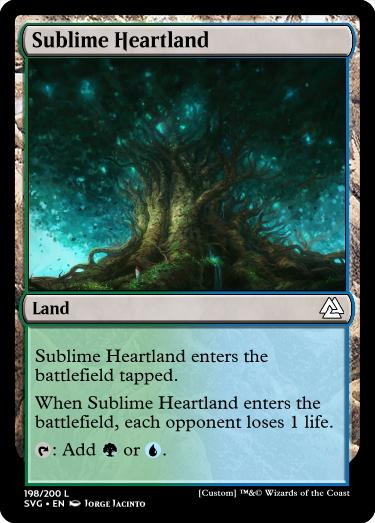 Sublime Heartland
Land
Sublime Heartland enters the
battlefield tapped.
When Sublime Heartland enters the
battlefield, each opponent loses 1 life.
: Add or .
198/200 L
SVG • EN Jorge Jacinto
[Custom] ™&© Wizards of the Coast